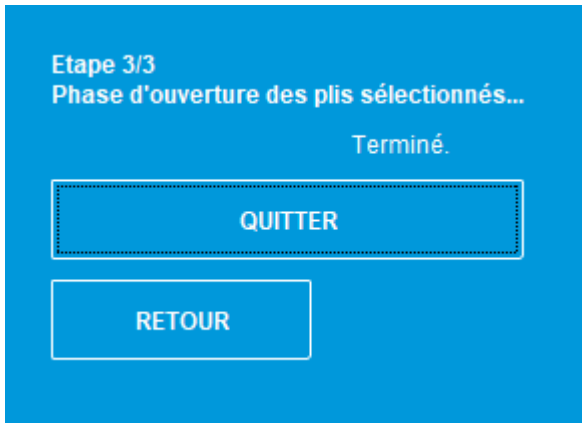 Etape 3/3
Phase d'ouverture des plis sélectionnés...
Terminé.
QUITTER
RETOUR